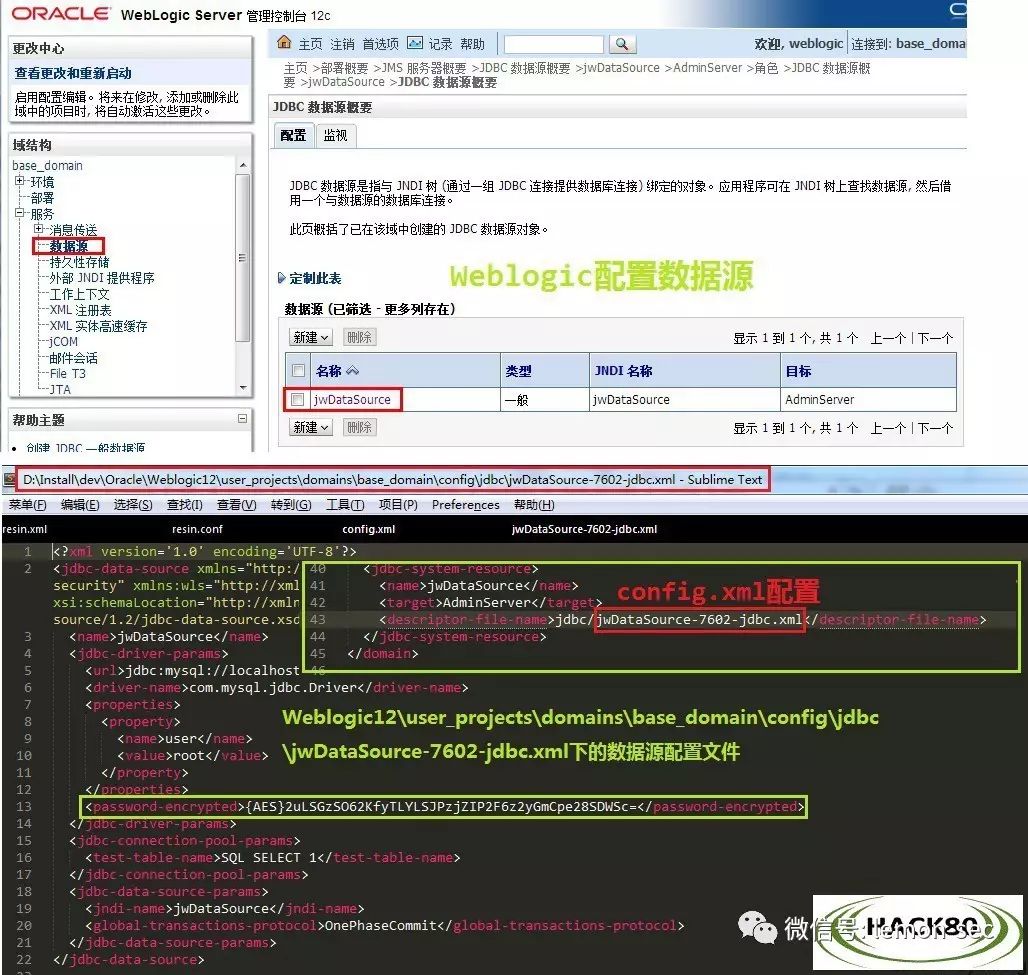 ORACLE WebLogic Server 管理控制台 12c
更改中心
查看更改和重新启动
启用配置编辑。将来在修改, 添加或删除此
域中的项目时, 将自动激活这些更改。
域结构
base_domain
环境
部署
服务
消息传送
数据源
持久性存储
外部 JNDI 提供程序
工作上下文
XML 注册表
XML 实体高速缓存
jCOM
邮件会话
File T3
JTA
帮助主题
创建 JDBC 一般数据源
主页 注销 首选项 记录 帮助
欢迎, weblogic 连接到: base_domai
主页 >部署概要 >JMS 服务器概要 >JDBC 数据源概要 >jwDataSource >AdminServer >角色 >JDBC 数据源概
要 >jwDataSource >JDBC 数据源概要
JDBC 数据源概要
配置 监视
JDBC 数据源是指与 JNDI 树 (通过一组 JDBC 连接提供数据库连接) 绑定的对象。应用程序可在 JNDI 树上查找数据源, 然后借
用一个与数据源的数据库连接。
此页概括了已在该域中创建的 JDBC 数据源对象。
Weblogic配置数据源
定制此表
数据源 (已筛选 - 更多列存在)
新建 删除 显示 1 到 1 个, 共 1 个 上一个 | 下一个
名称 类型 JNDI 名称 目标
jwDataSource 一般 jwDataSource AdminServer
新建 删除 显示 1 到 1 个, 共 1 个 上一个 | 下一个
D:\Install\dev\Oracle\Weblogic12\user_projects\domains\base_domain\config\jdbc\jwDataSource-7602-jdbc.xml - Sublime Text
菜单(F) 编辑(E) 选择(S) 查找(I) 查看(V) 转到(G) 工具(T) 项目(P) Preferences 帮助(H)
resin.xml resin.conf config.xml jwDataSource-7602-jdbc.xml
1 <?xml version='1.0' encoding='UTF-8'?>
2 <jdbc-data-source xmlns="http:/
security" xmlns:wls="http://xml
xsi:schemaLocation="http://xmlr
source/1.2/jdbc-data-source.xsd
3 <name>jwDataSource</name>
4 <jdbc-driver-params>
5 <url>jdbc:mysql://localhost
6 <driver-name>com.mysql.jdbc.Driver</driver-name>
7 <properties>
8 <property>
9 <name>user</name>
10 <value>root</value>
11 </property>
12 </properties>
13 <password-encrypted>{AES}2uLSGzSO62KfyTLYLSJPzjZIP2F6z2yGmCpe28SDWSc=</password-encrypted>
14 </jdbc-driver-params>
15 <jdbc-connection-pool-params>
16 <test-table-name>SQL SELECT 1</test-table-name>
17 </jdbc-connection-pool-params>
18 <jdbc-data-source-params>
19 <jndi-name>jwDataSource</jndi-name>
20 <global-transactions-protocol>OnePhaseCommit</global-transactions-protocol>
21 </jdbc-data-source-params>
22 </jdbc-data-source>
40 <jdbc-system-resource>
41 <name>jwDataSource</name>
42 <target>AdminServer</target>
43 <descriptor-file-name>jdbc/jwDataSource-7602-jdbc.xml</descriptor-file-name>
44 </jdbc-system-resource>
45 </domain>
46
config.xml配置
Weblogic12\user_projects\domains\base_domain\config\jdbc
\jwDataSource-7602-jdbc.xml下的数据源配置文件
微信号: lemon-sec
HACK80